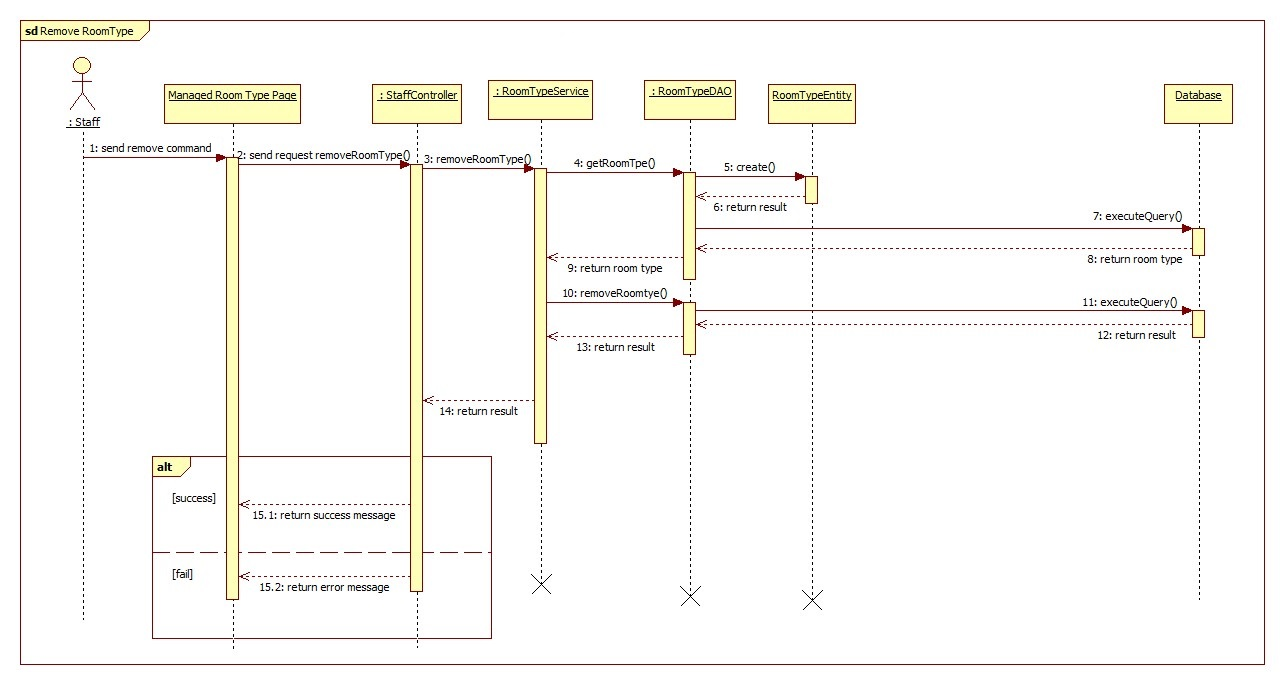 sd Remove RoomType
: Staff
Managed Room Type Page
: StaffController
: RoomTypeService
: RoomTypeDAO
RoomTypeEntity
Database
1: send remove command
2: send request removeRoomType()
3: removeRoomType()
4: getRoomTpe()
5: create()
6: return result
7: executeQuery()
8: return room type
9: return room type
10: removeRoomtye()
11: executeQuery()
12: return result
13: return result
14: return result
alt
[success]
15.1: return success message
[fail]
15.2: return error message